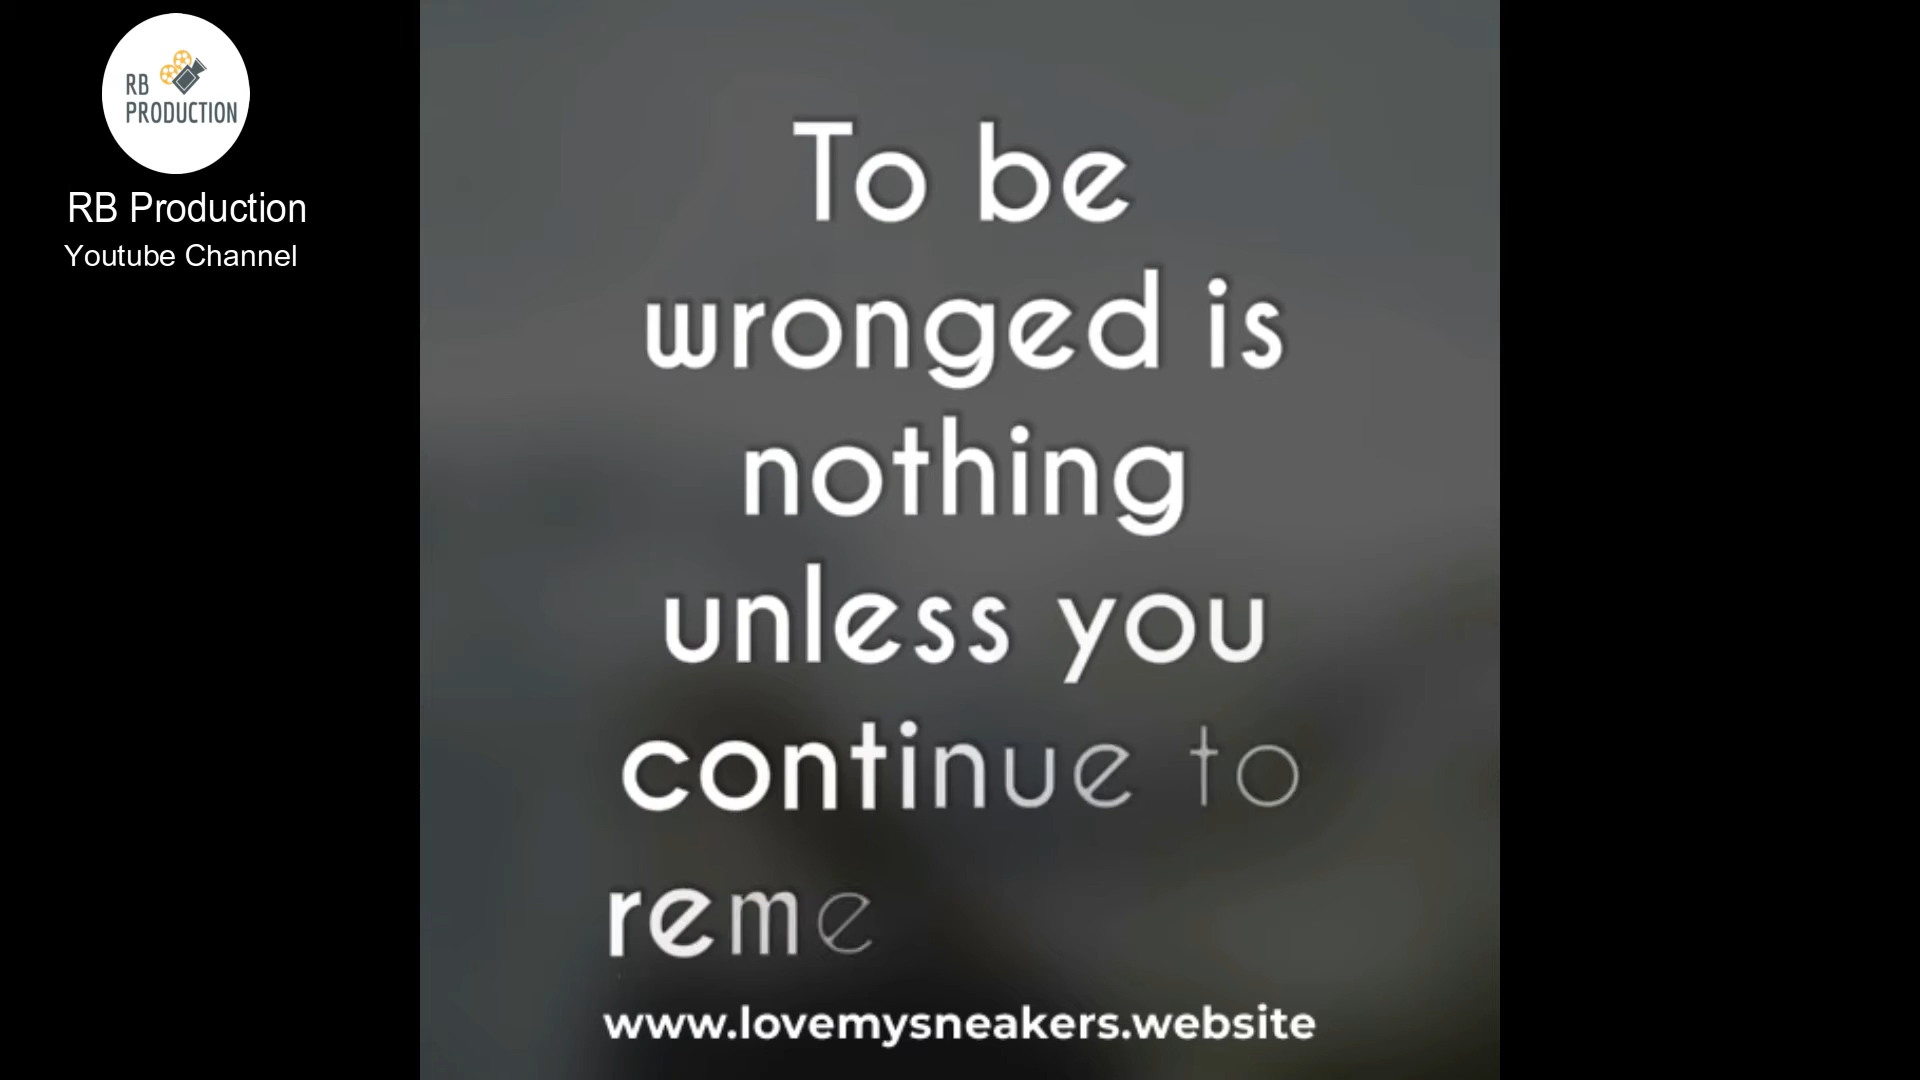 RB
PRODUCTION
RB Production
Youtube Channel
To be
wronged is
nothing
unless you
continue to
reme
www.lovemysneakers.website